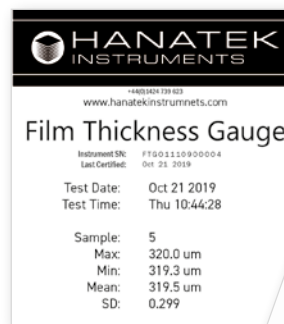 HANATEK
INSTRUMENTS
+44(0)1424 739 623
www.hanatekinstrumnets.com
Film Thickness Gauge
Instrument SN: FTG01110900004
Last Certified: Oct 21 2019
Test Date: Oct 21 2019
Test Time: Thu 10:44:28
Sample: 5
Max: 320.0 um
Min: 319.3 um
Mean: 319.5 um
SD: 0.299